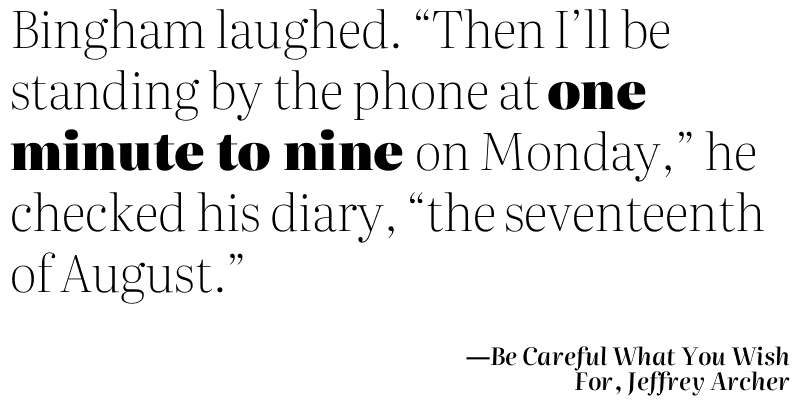 Bingham laughed. “Then I’ll be
standing by the phone at one
minute to nine on Monday,” he
checked his diary, “the seventeenth
of August.”
—Be Careful What You Wish
For, Jeffrey Archer